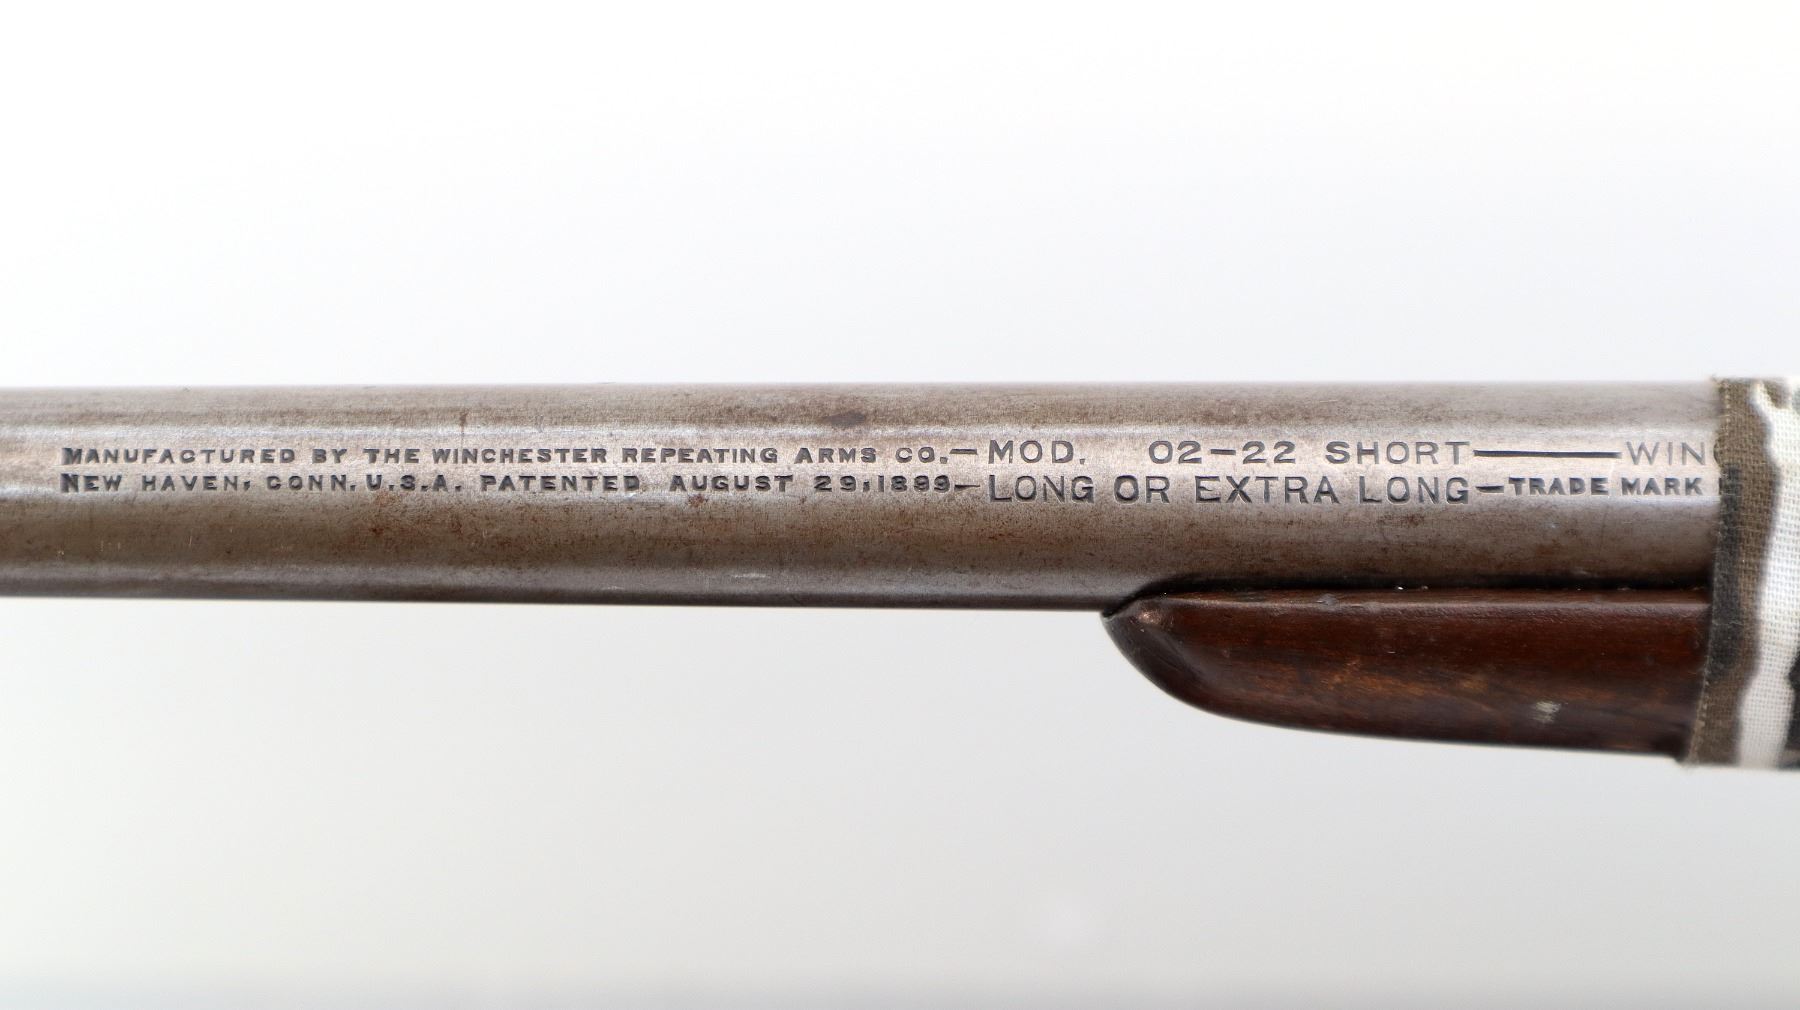 MANUFACTURED BY THE WINCHESTER REPEATING ARMS CO.—MOD. 02—22 SHORT——WIN
NEW HAVEN, CONN. U.S.A. PATENTED AUGUST 29,1899.—LONG OR EXTRA LONG—TRADE MARK